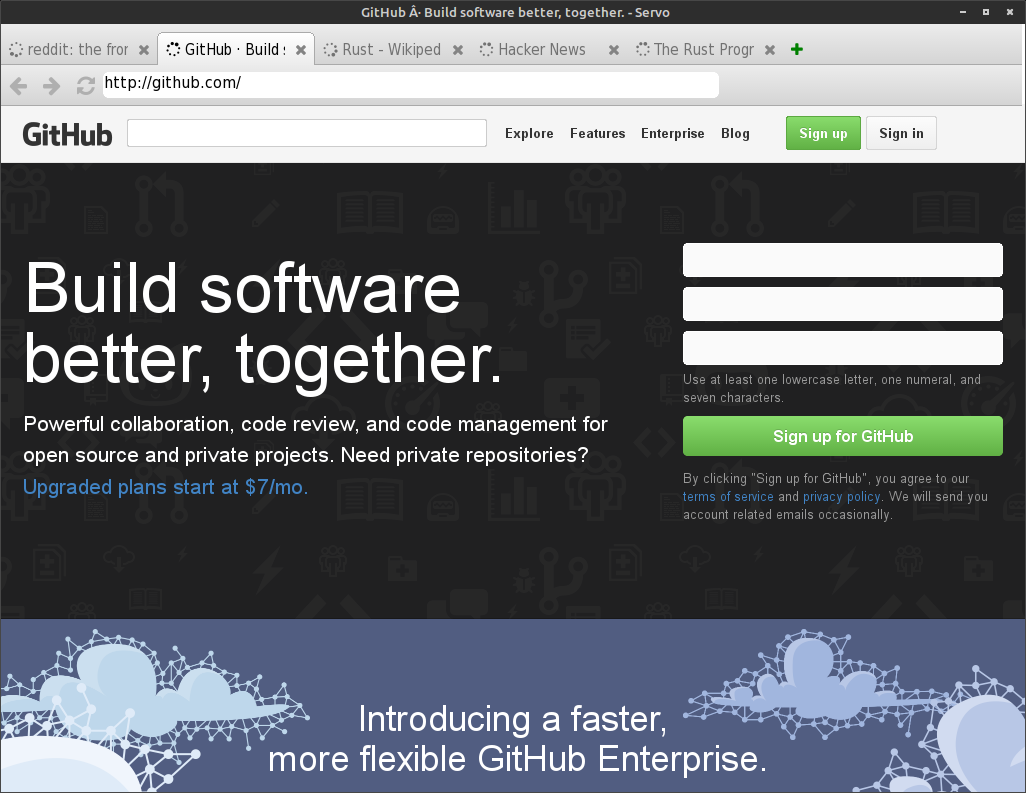 GitHub Â· Build software better, together. - Servo
reddit: the fror
GitHub · Build s
Rust - Wikiped
Hacker News
The Rust Progr
http://github.com/
GitHub
Explore
Features
Enterprise
Blog
Sign up
Sign in
Build software
better, together.
Powerful collaboration, code review, and code management for
open source and private projects. Need private repositories?
Upgraded plans start at $7/mo.
Use at least one lowercase letter, one numeral, and
seven characters.
Sign up for GitHub
By clicking "Sign up for GitHub", you agree to our
terms of service and privacy policy. We will send you
account related emails occasionally.
Introducing a faster,
more flexible GitHub Enterprise.